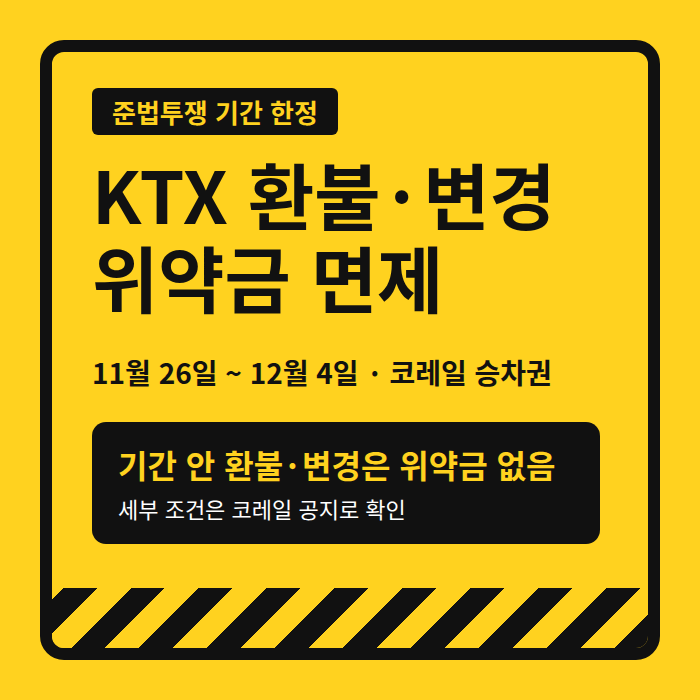 준법투쟁 기간 한정
KTX 환불·변경
위약금 면제
11월 26일 ~ 12월 4일 · 코레일 승차권
기간 안 환불·변경은 위약금 없음
세부 조건은 코레일 공지로 확인